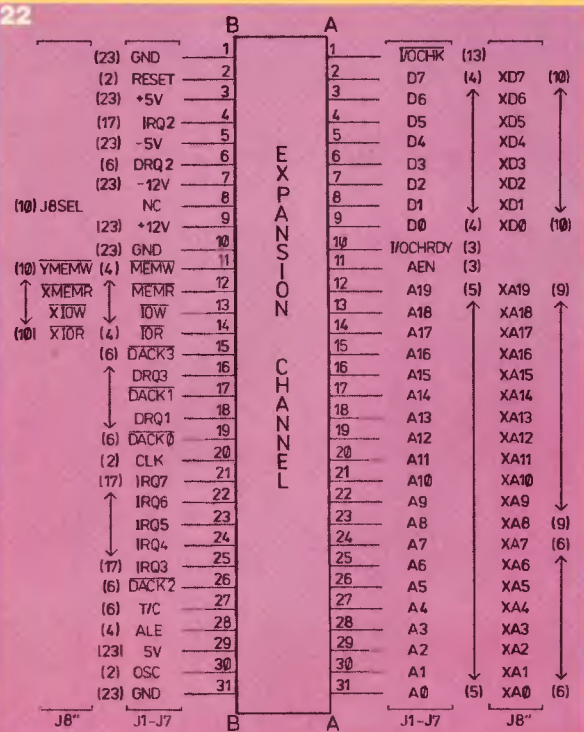 22
B A
(23) GND 1 1 I/OCHK (13)
(2) RESET 2 2 D7 (4) XD7 (10)
(23) +5V 3 3 D6 XD6
(17) IRQ2 4 4 D5 XD5
(23) -5V 5 5 D4 XD4
(6) DRQ2 6 6 D3 XD3
(23) -12V 7 7 D2 XD2
(10) J8SEL NC 8 8 D1 XD1
(23) +12V 9 9 D0 (4) XD0 (10)
(23) GND 10 10 I/OCHRDY (3)
(10) YMEMW (4) MEMW 11 11 AEN (3)
XMEMR MEMR 12 12 A19 (5) XA19 (9)
XIOW IOW 13 13 A18 XA18
(10) XIOR (4) IOR 14 14 A17 XA17
(6) DACK3 15 15 A16 XA16
DRQ3 16 16 A15 XA15
DACK1 17 17 A14 XA14
DRQ1 18 18 A13 XA13
(6) DACK0 19 19 A12 XA12
(2) CLK 20 20 A11 XA11
(17) IRQ7 21 21 A10 XA10
IRQ6 22 22 A9 XA9
IRQ5 23 23 A8 XA8 (9)
IRQ4 24 24 A7 XA7 (6)
(17) IRQ3 25 25 A6 XA6
(6) DACK2 26 26 A5 XA5
(6) T/C 27 27 A4 XA4
(4) ALE 28 28 A3 XA3
(23) 5V 29 29 A2 XA2
(2) OSC 30 30 A1 XA1
(23) GND 31 31 A0 (5) XA0 (6)
EXPANSION CHANNEL
J8" J1-J7 B A J1-J7 J8"